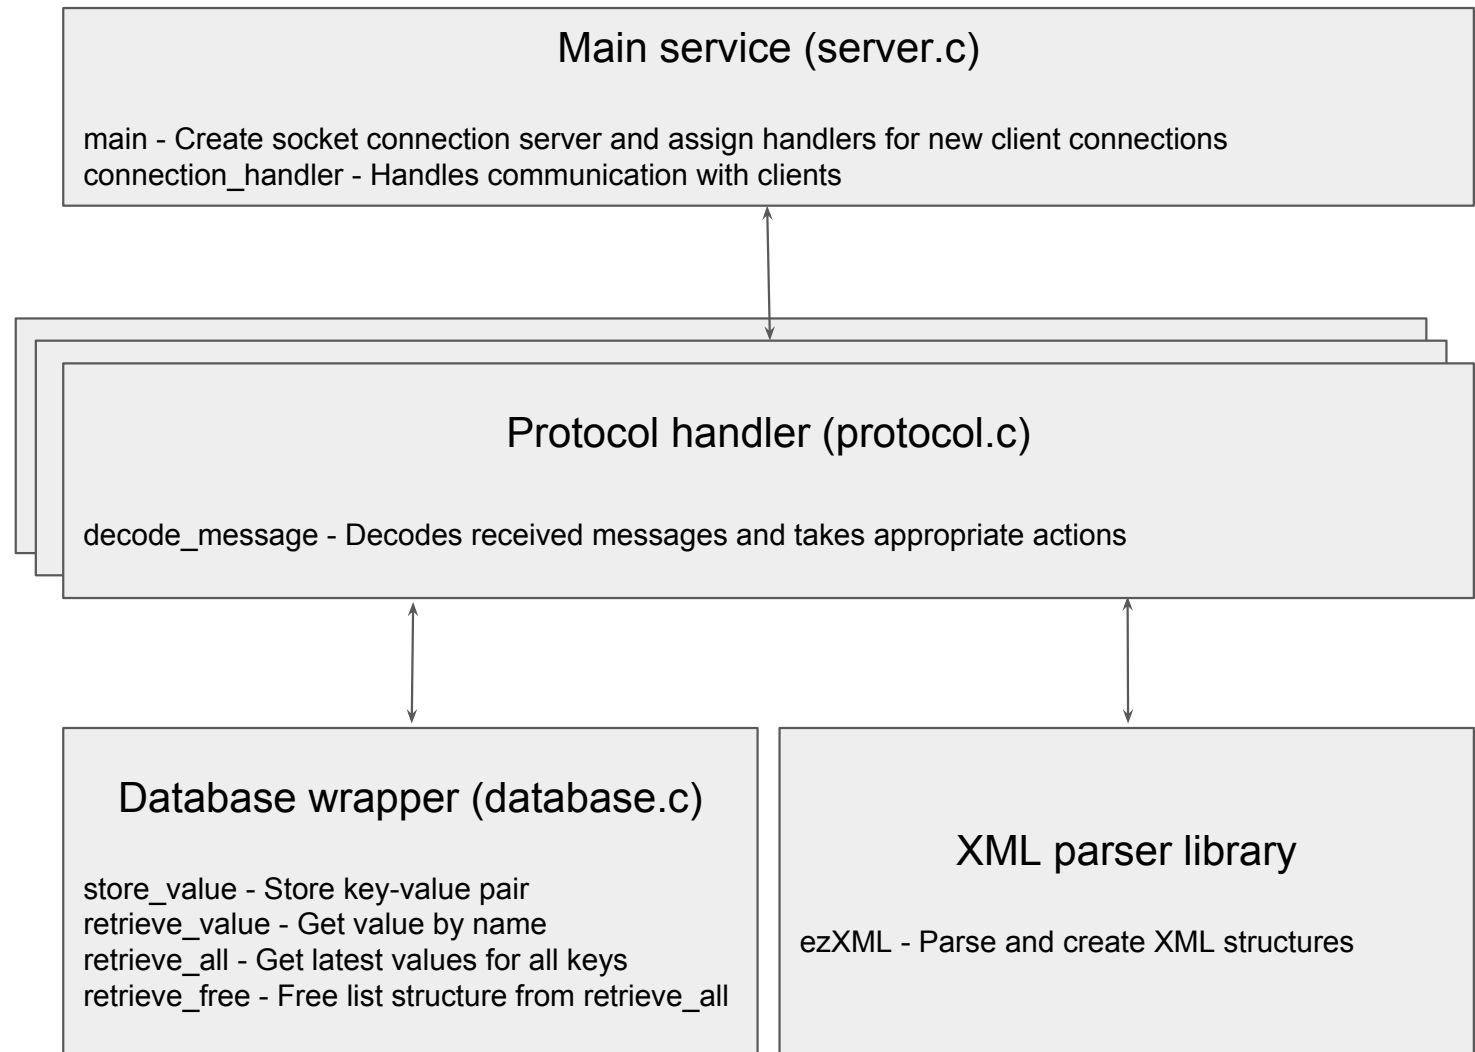 Main service (server.c)
main - Create socket connection server and assign handlers for new client connections
connection_handler - Handles communication with clients
Protocol handler (protocol.c)
decode_message - Decodes received messages and takes appropriate actions
Database wrapper (database.c)
store_value - Store key-value pair
retrieve_value - Get value by name
retrieve_all - Get latest values for all keys
retrieve_free - Free list structure from retrieve_all
XML parser library
ezXML - Parse and create XML structures